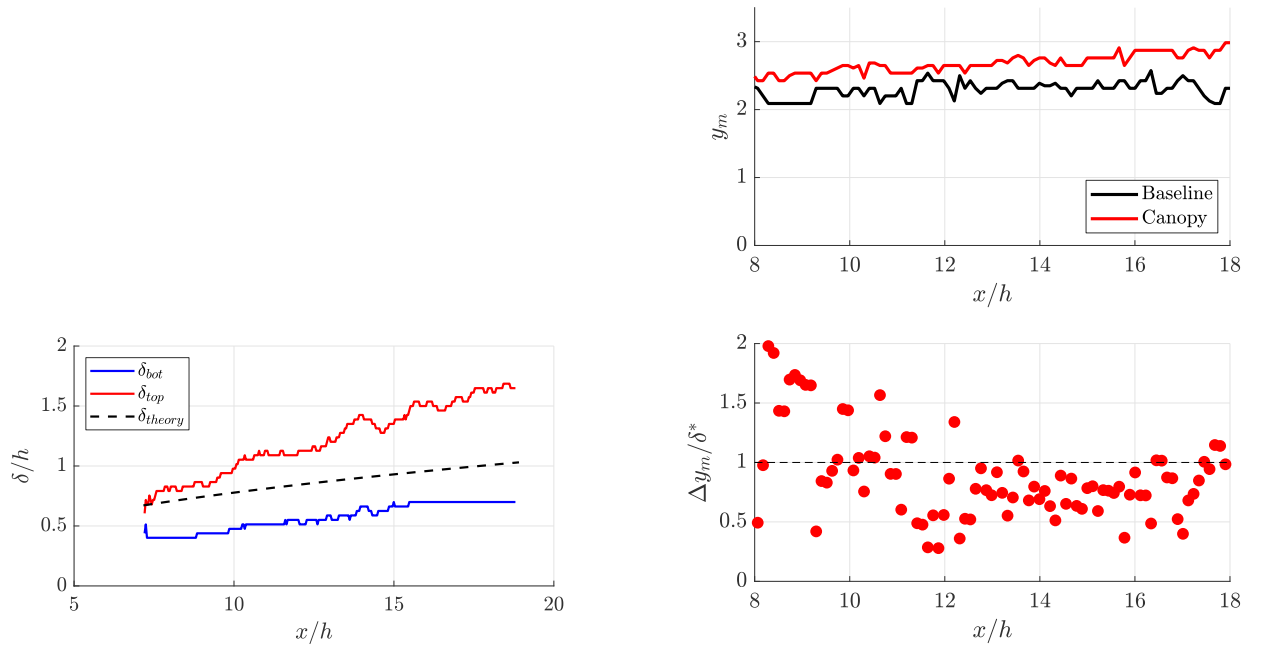 3
2
1
0
y_m
Baseline
Canopy
8 10 12 14 16 18
x/h
2
1.5
1
0.5
0
δ/h
δ_bot
δ_top
δ_theory
5 10 15 20
x/h
2
1.5
1
0.5
0
Δy_m/δ*
8 10 12 14 16 18
x/h